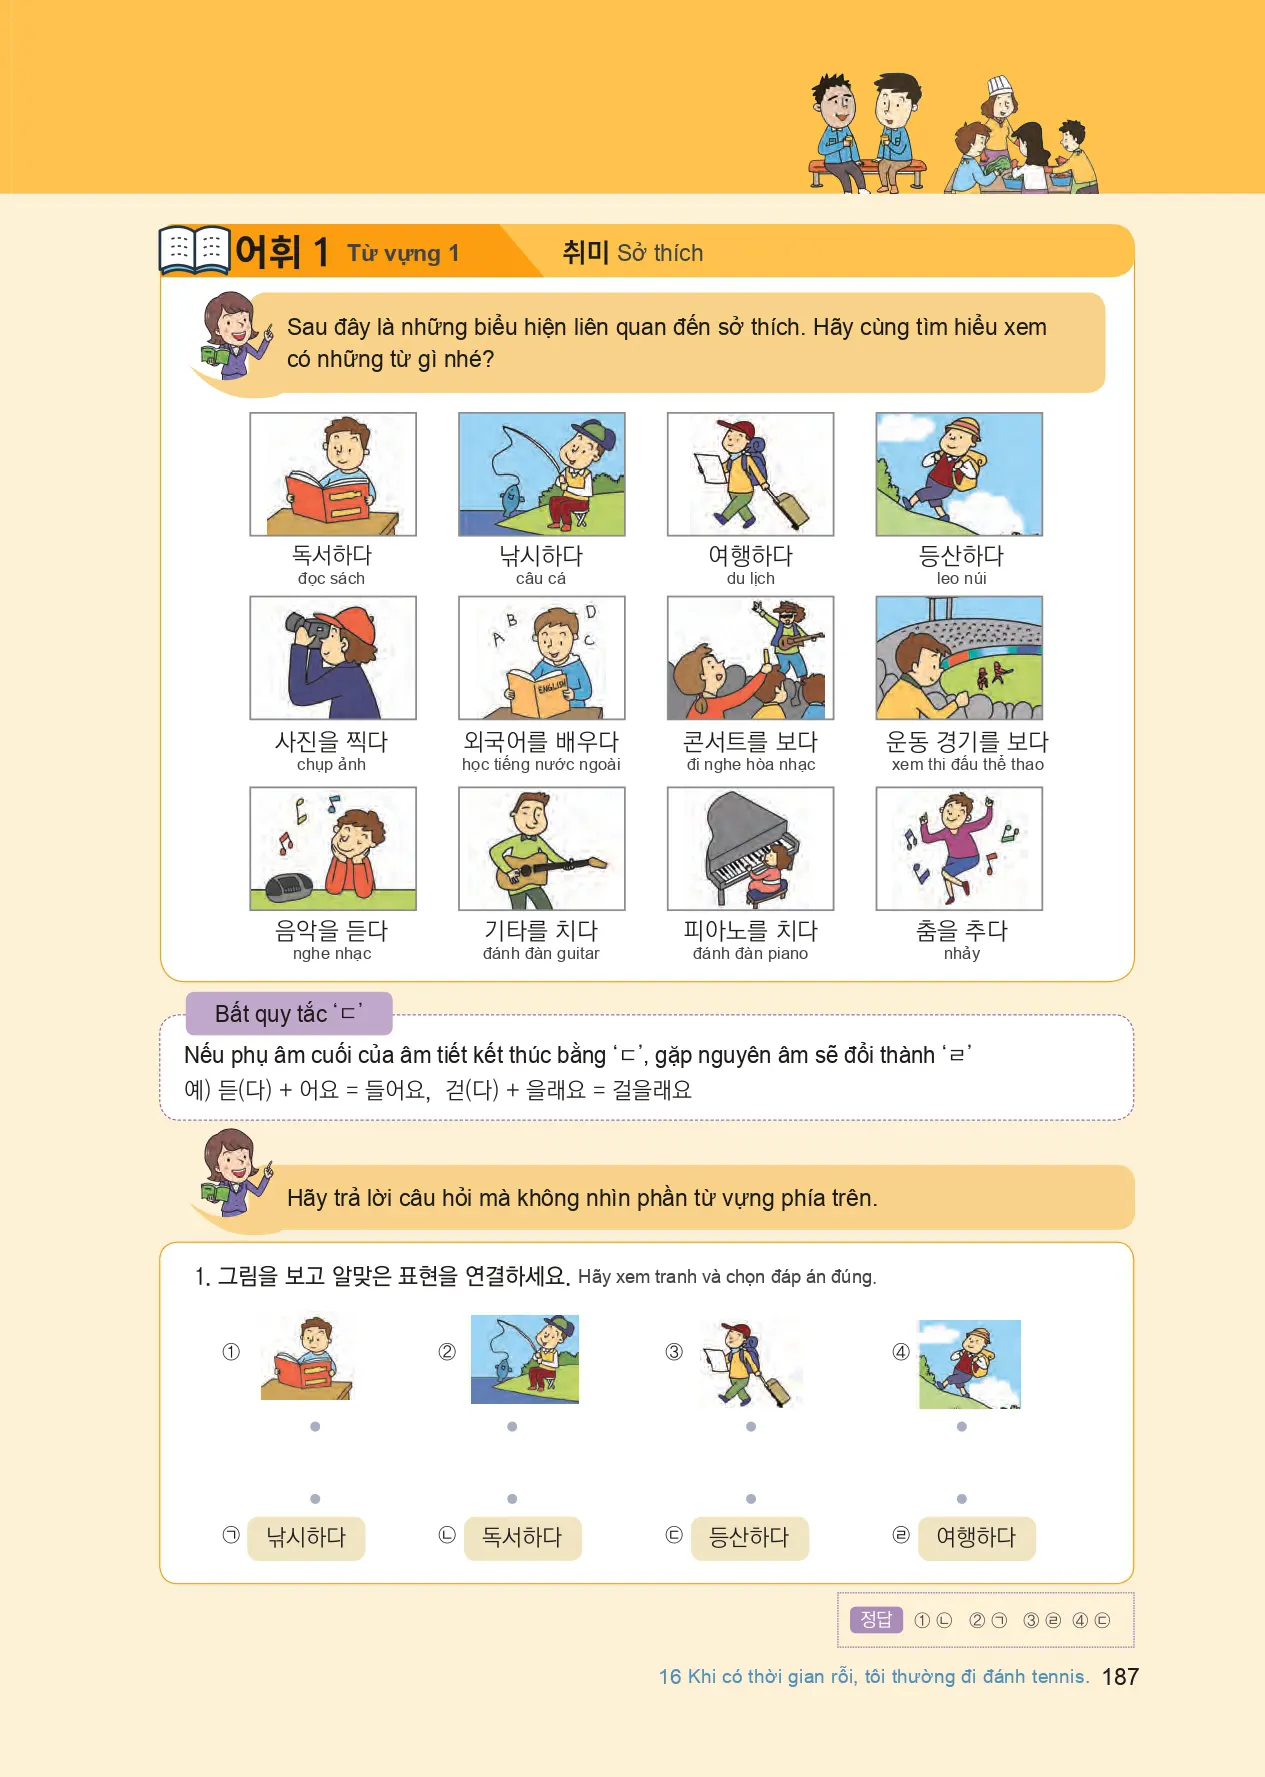 어휘 1 Từ vựng 1 취미 Sở thích
Sau đây là những biểu hiện liên quan đến sở thích. Hãy cùng tìm hiểu xem
có những từ gì nhé?
독서하다 낚시하다 여행하다 등산하다
đọc sách câu cá du lịch leo núi
A B C D
ENGLISH
사진을 찍다 외국어를 배우다 콘서트를 보다 운동 경기를 보다
chụp ảnh học tiếng nước ngoài đi nghe hòa nhạc xem thi đấu thể thao
음악을 듣다 기타를 치다 피아노를 치다 춤을 추다
nghe nhạc đánh đàn guitar đánh đàn piano nhảy
Bất quy tắc ‘ㄷ’
Nếu phụ âm cuối của âm tiết kết thúc bằng ‘ㄷ’, gặp nguyên âm sẽ đổi thành ‘ㄹ’
예) 듣(다) + 어요 = 들어요, 걷(다) + 을래요 = 걸을래요
Hãy trả lời câu hỏi mà không nhìn phần từ vựng phía trên.
1. 그림을 보고 알맞은 표현을 연결하세요. Hãy xem tranh và chọn đáp án đúng.
① ② ③ ④
㉠ 낚시하다 ㉡ 독서하다 ㉢ 등산하다 ㉣ 여행하다
정답 ① ㉡ ② ㉠ ③ ㉣ ④ ㉢
16 Khi có thời gian rỗi, tôi thường đi đánh tennis. 187